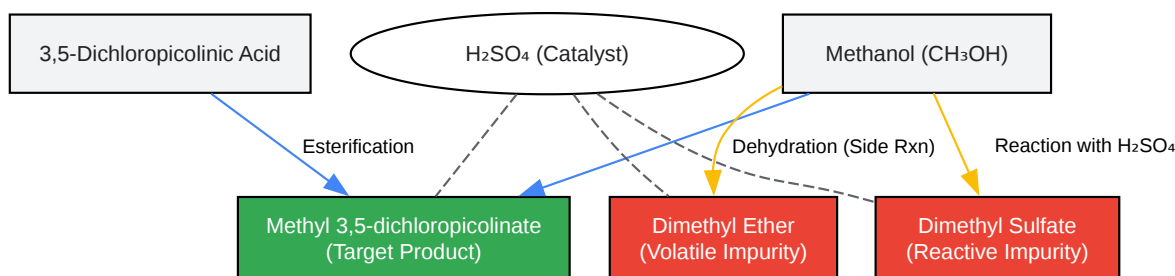 3,5-Dichloropicolinic Acid
H₂SO₄ (Catalyst)
Methanol (CH₃OH)
Esterification
Dehydration (Side Rxn)
Reaction with H₂SO₄
Methyl 3,5-dichloropicolinate
(Target Product)
Dimethyl Ether
(Volatile Impurity)
Dimethyl Sulfate
(Reactive Impurity)